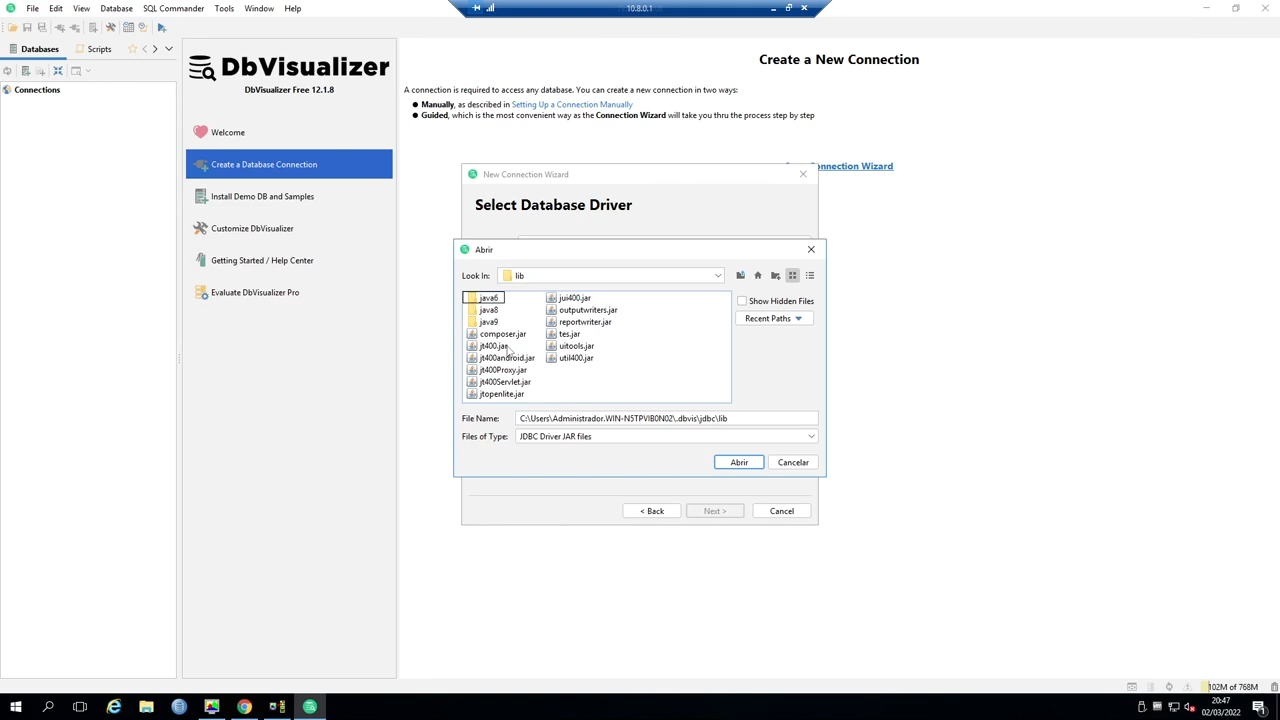 File Edit View Database SQL Commander Tools Window Help
10.8.0.1
Databases
Scripts
Connections
DbVisualizer
DbVisualizer Free 12.1.8
Welcome
Create a Database Connection
Install Demo DB and Samples
Customize DbVisualizer
Getting Started / Help Center
Evaluate DbVisualizer Pro
Create a New Connection
A connection is required to access any database. You can create a new connection in two ways:
● Manually, as described in Setting Up a Connection Manually
● Guided, which is the most convenient way as the Connection Wizard will take you thru the process step by step
Connection Wizard
New Connection Wizard
Select Database Driver
Abrir
Look In: lib
java6
java8
java9
composer.jar
jt400.jar
jt400android.jar
jt400Proxy.jar
jt400Servlet.jar
jtopenlite.jar
jui400.jar
outputwriters.jar
reportwriter.jar
tes.jar
uitools.jar
util400.jar
Show Hidden Files
Recent Paths
File Name: C:\Users\Administrador.WIN-N5TPVIB0N02\.dbvis\jdbc\lib
Files of Type: JDBC Driver JAR files
Abrir Cancelar
< Back Next > Cancel
102M of 768M
20:47
02/03/2022